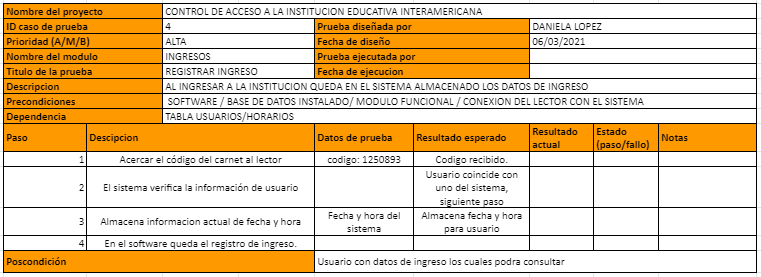 Nombre del proyecto CONTROL DE ACCESO A LA INSTITUCION EDUCATIVA INTERAMERICANA
ID caso de prueba 4 Prueba diseñada por DANIELA LOPEZ
Prioridad (A/M/B) ALTA Fecha de diseño 06/03/2021
Nombre del modulo INGRESOS Prueba ejecutada por
Titulo de la prueba REGISTRAR INGRESO Fecha de ejecucion
Descripcion AL INGRESAR A LA INSTITUCION QUEDA EN EL SISTEMA ALMACENADO LOS DATOS DE INGRESO
Precondiciones SOFTWARE / BASE DE DATOS INSTALADO/ MODULO FUNCIONAL / CONEXION DEL LECTOR CON EL SISTEMA
Dependencia TABLA USUARIOS/HORARIOS
Paso Descipcion Datos de prueba Resultado esperado Resultado actual Estado (paso/fallo) Notas
1 Acercar el código del carnet al lector codigo: 1250893 Codigo recibido.
2 El sistema verifica la información de usuario Usuario coincide con uno del sistema, siguiente paso
3 Almacena informacion actual de fecha y hora Fecha y hora del sistema Almacena fecha y hora para usuario
4 En el software queda el registro de ingreso.
Poscondición Usuario con datos de ingreso los cuales podra consultar